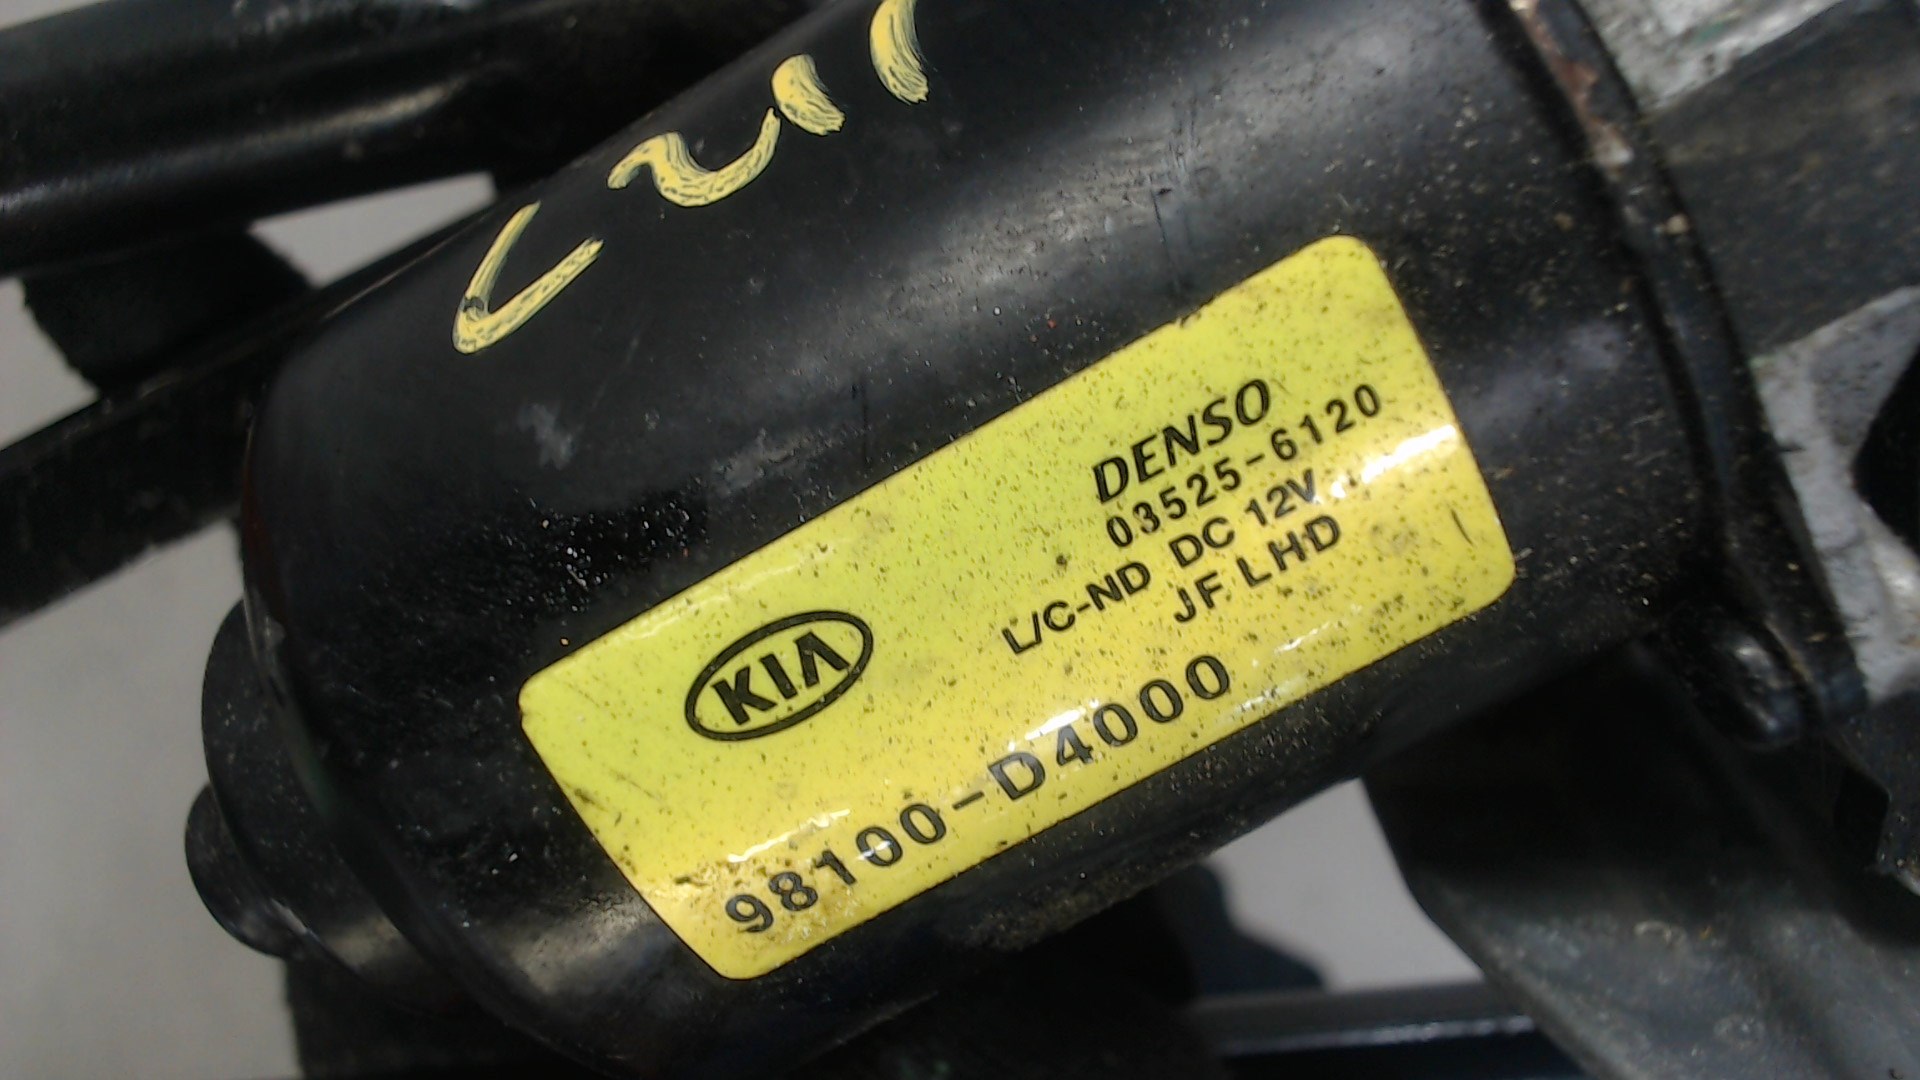 DENSO
03525-6120
L/C-ND DC 12V
JF LHD
KIA
98100-D4000